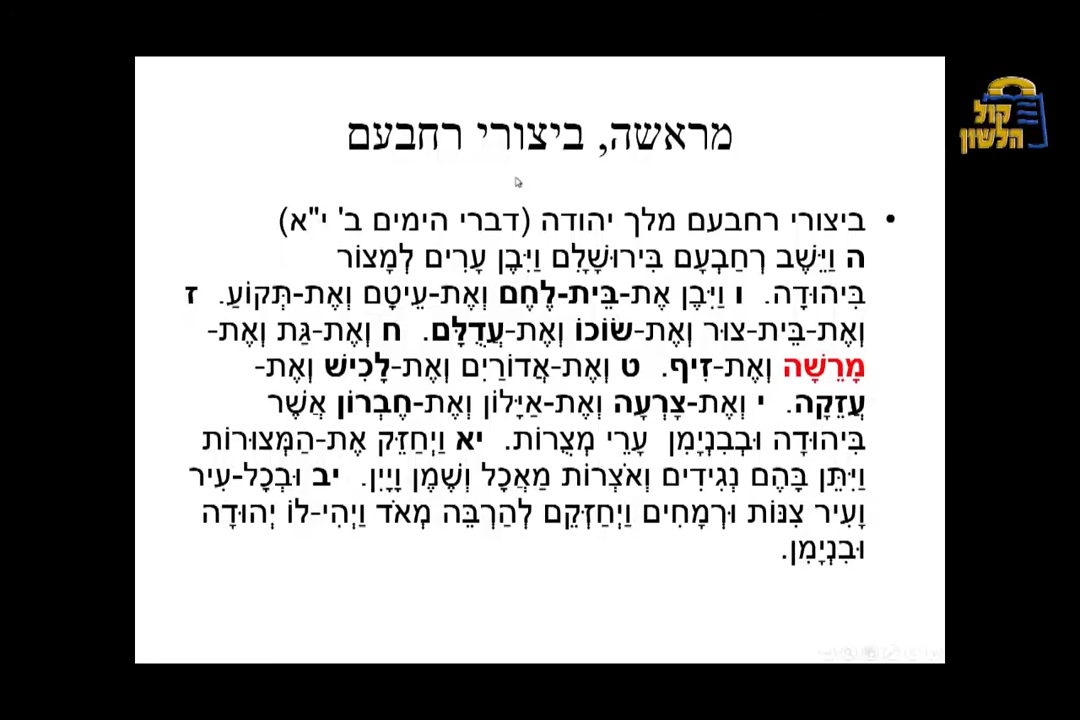 מראשה, ביצורי רחבעם
קול
הלשון
• ביצורי רחבעם מלך יהודה (דברי הימים ב' י"א)
ה וַיֵּשֶׁב רְחַבְעָם בִּירוּשָׁלִָם וַיִּבֶן עָרִים לְמָצוֹר
בִּיהוּדָה. ו וַיִּבֶן אֶת-בֵּית-לֶחֶם וְאֶת-עֵיטָם וְאֶת-תְּקוֹעַ. ז
וְאֶת-בֵּית-צוּר וְאֶת-שׂוֹכוֹ וְאֶת-עֲדֻלָּם. ח וְאֶת-גַּת וְאֶת-
מָרֵשָׁה וְאֶת-זִיף. ט וְאֶת-אֲדוֹרַיִם וְאֶת-לָכִישׁ וְאֶת-
עֲזֵקָה. י וְאֶת-צָרְעָה וְאֶת-אַיָּלוֹן וְאֶת-חֶבְרוֹן אֲשֶׁר
בִּיהוּדָה וּבְבִנְיָמִן עָרֵי מְצֻרוֹת. יא וַיְחַזֵּק אֶת-הַמְּצוּרוֹת
וַיִּתֵּן בָּהֶם נְגִידִים וְאֹצְרוֹת מַאֲכָל וְשֶׁמֶן וָיָיִן. יב וּבְכָל-עִיר
וָעִיר צִנּוֹת וּרְמָחִים וַיְחַזְּקֵם לְהַרְבֵּה מְאֹד וַיְהִי-לוֹ יְהוּדָה
וּבִנְיָמִן.